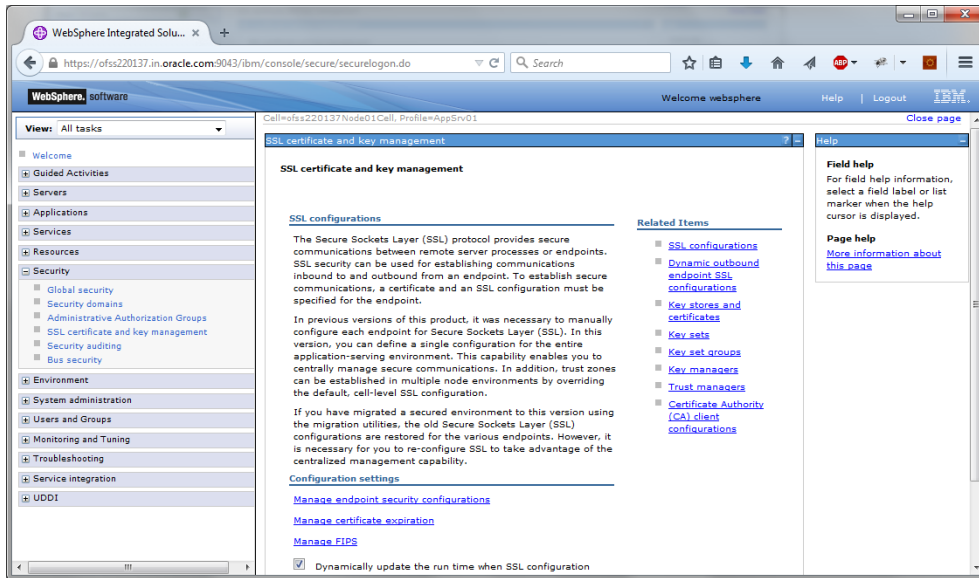 WebSphere Integrated Solu...
https://ofss220137.in.oracle.com:9043/ibm/console/secure/securelogon.do
Search
ABP
WebSphere. software
Welcome websphere
Help | Logout
IBM.
View: All tasks
Cell=ofss220137Node01Cell, Profile=AppSrv01
Close page
Welcome
Guided Activities
Servers
Applications
Services
Resources
Security
Global security
Security domains
Administrative Authorization Groups
SSL certificate and key management
Security auditing
Bus security
Environment
System administration
Users and Groups
Monitoring and Tuning
Troubleshooting
Service integration
UDDI
SSL certificate and key management
? -
SSL certificate and key management
SSL configurations
The Secure Sockets Layer (SSL) protocol provides secure
communications between remote server processes or endpoints.
SSL security can be used for establishing communications
inbound to and outbound from an endpoint. To establish secure
communications, a certificate and an SSL configuration must be
specified for the endpoint.
In previous versions of this product, it was necessary to manually
configure each endpoint for Secure Sockets Layer (SSL). In this
version, you can define a single configuration for the entire
application-serving environment. This capability enables you to
centrally manage secure communications. In addition, trust zones
can be established in multiple node environments by overriding
the default, cell-level SSL configuration.
If you have migrated a secured environment to this version using
the migration utilities, the old Secure Sockets Layer (SSL)
configurations are restored for the various endpoints. However, it
is necessary for you to re-configure SSL to take advantage of the
centralized management capability.
Configuration settings
Manage endpoint security configurations
Manage certificate expiration
Manage FIPS
Dynamically update the run time when SSL configuration
Related Items
SSL configurations
Dynamic outbound
endpoint SSL
configurations
Key stores and
certificates
Key sets
Key set groups
Key managers
Trust managers
Certificate Authority
(CA) client
configurations
Help
Field help
For field help information,
select a field label or list
marker when the help
cursor is displayed.
Page help
More information about
this page